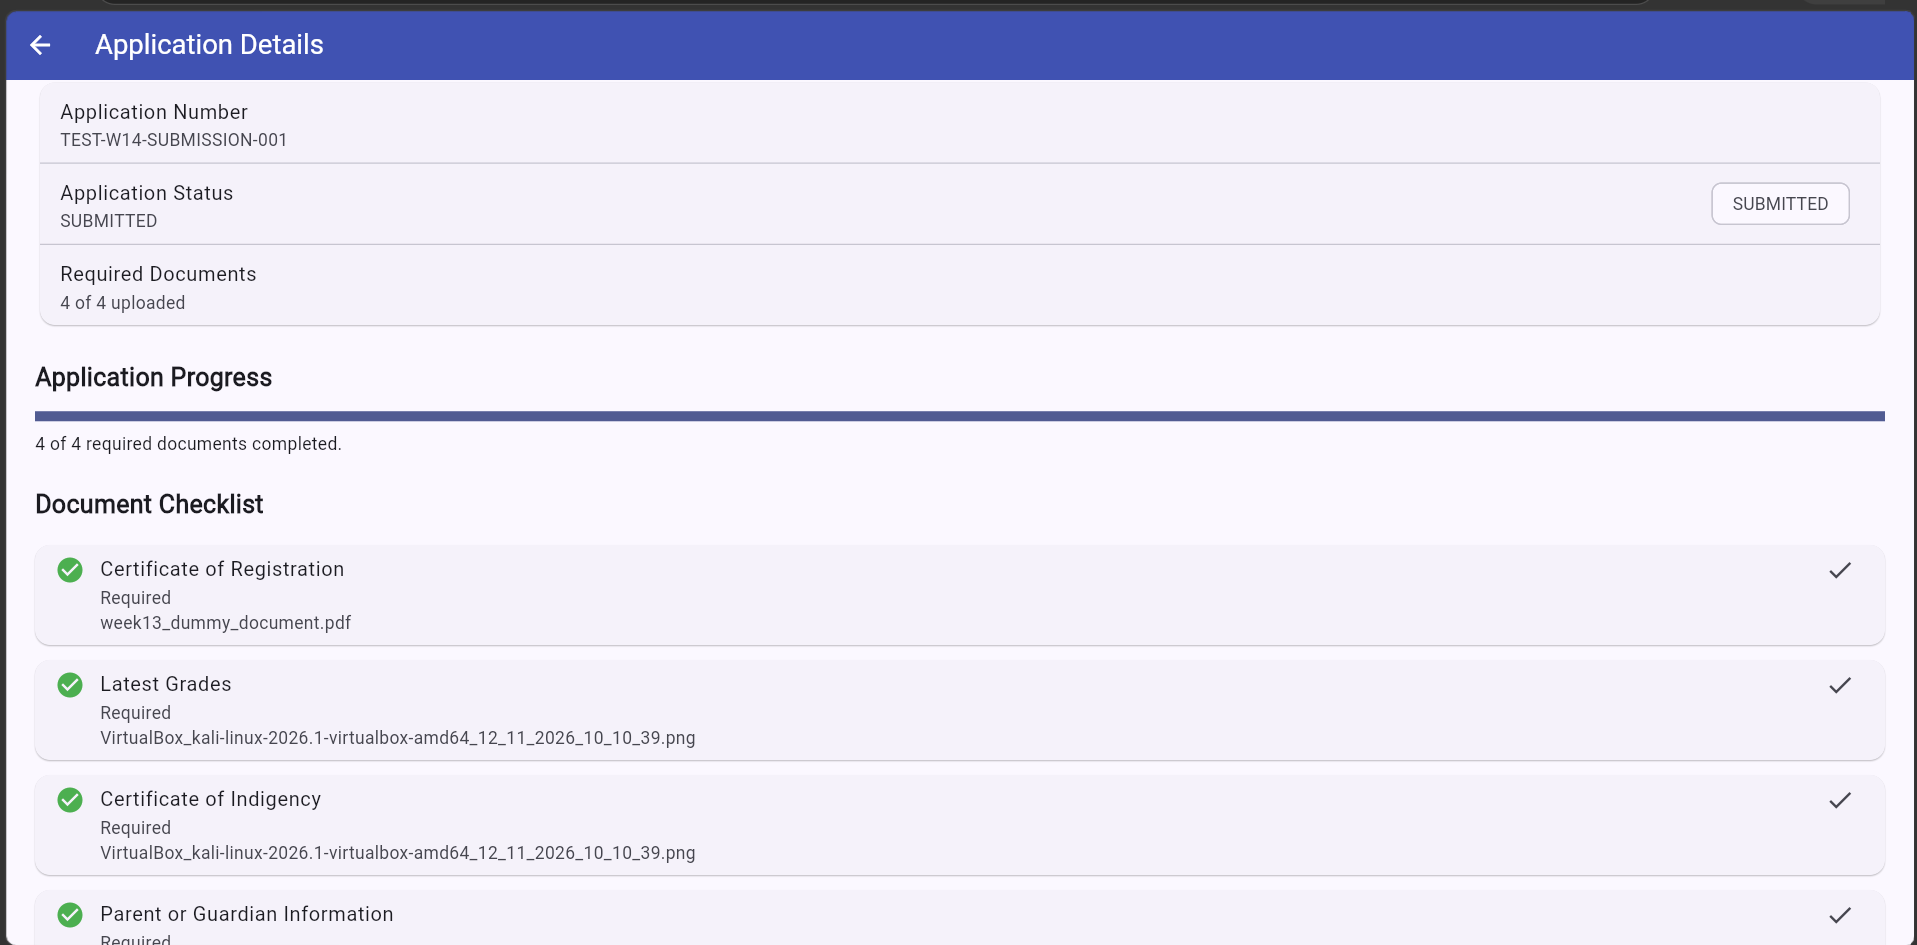 Application Details
Application Number
TEST-W14-SUBMISSION-001
Application Status
SUBMITTED
SUBMITTED
Required Documents
4 of 4 uploaded
Application Progress
4 of 4 required documents completed.
Document Checklist
Certificate of Registration
Required
week13_dummy_document.pdf
Latest Grades
Required
VirtualBox_kali-linux-2026.1-virtualbox-amd64_12_11_2026_10_10_39.png
Certificate of Indigency
Required
VirtualBox_kali-linux-2026.1-virtualbox-amd64_12_11_2026_10_10_39.png
Parent or Guardian Information
Required